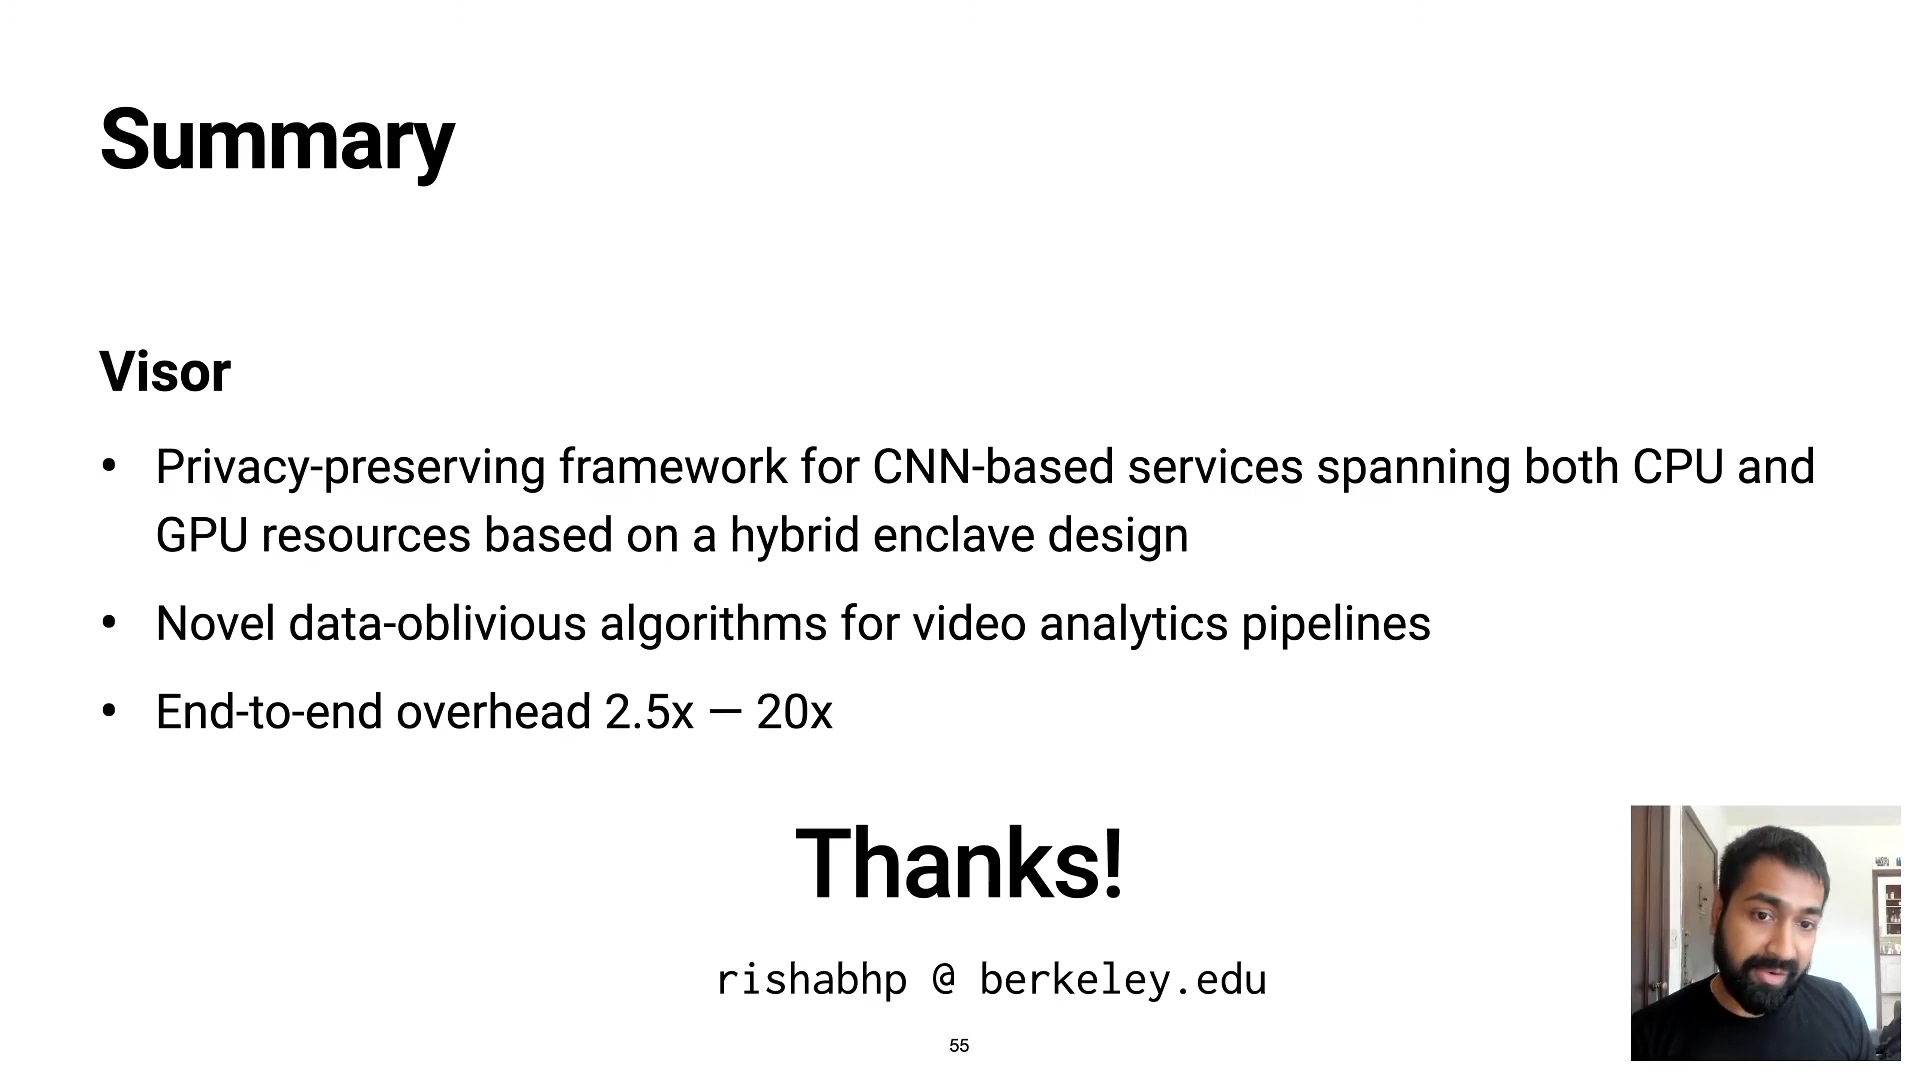 Summary
Visor
• Privacy-preserving framework for CNN-based services spanning both CPU and
GPU resources based on a hybrid enclave design
• Novel data-oblivious algorithms for video analytics pipelines
• End-to-end overhead 2.5x — 20x
Thanks!
rishabhp @ berkeley.edu
55